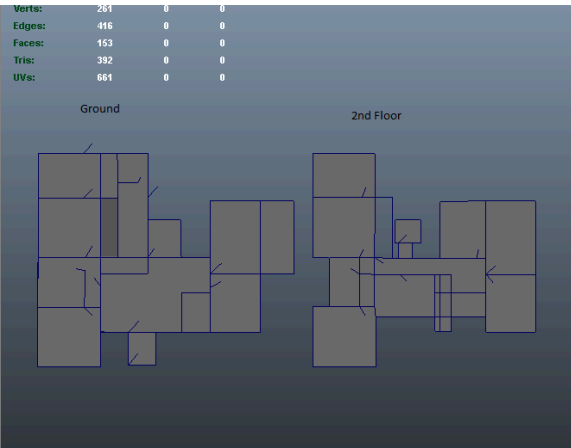 Verts: 261 0 0
Edges: 416 0 0
Faces: 153 0 0
Tris: 392 0 0
UVs: 661 0 0
Ground
2nd Floor